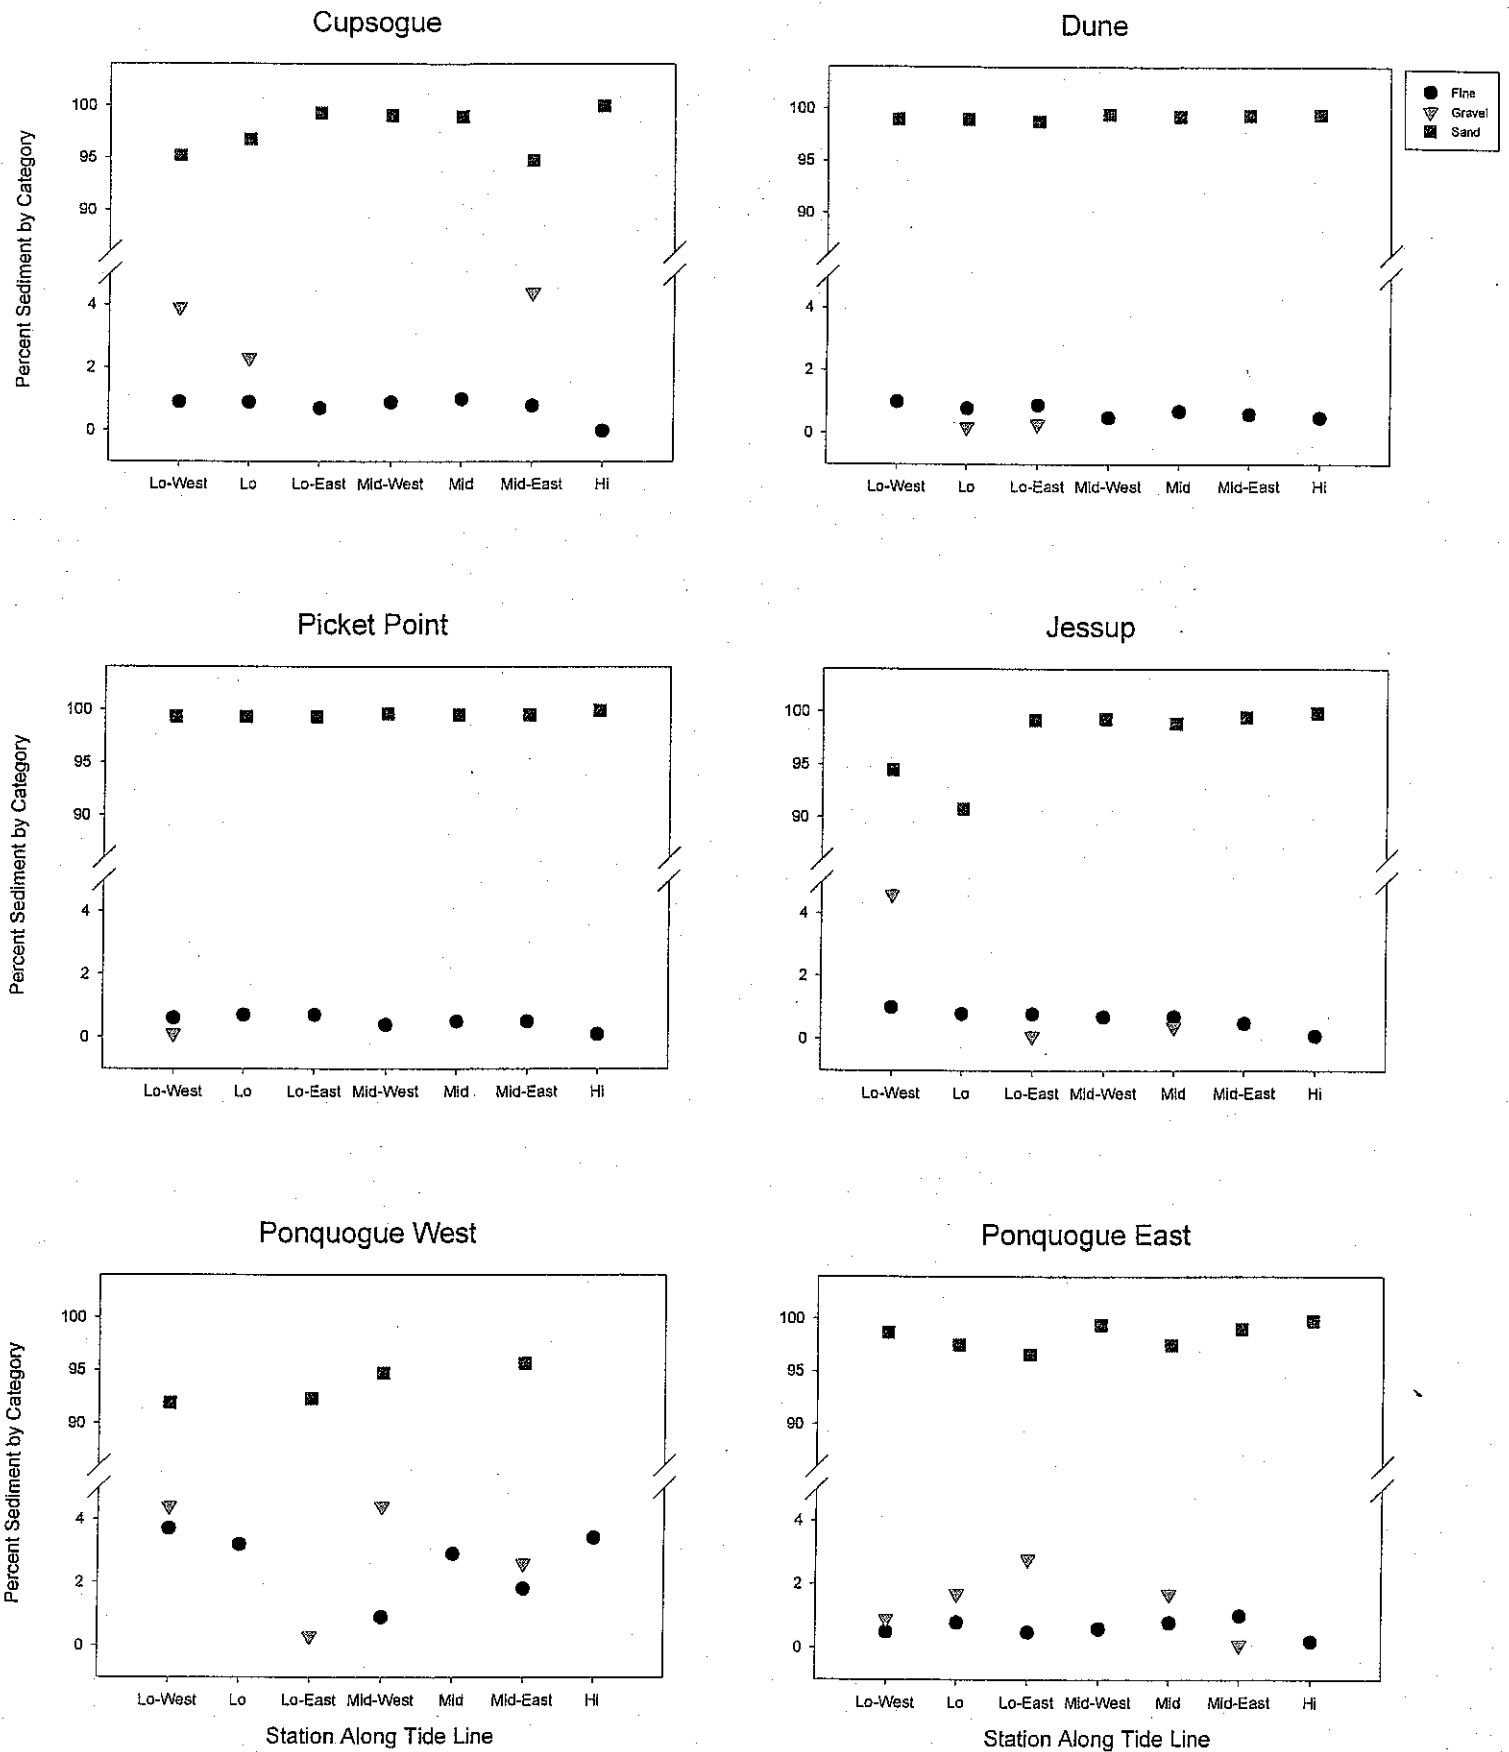 Cupsogue
Dune
Fine
Gravel
Sand
Percent Sediment by Category
100
95
90
4
2
0
Lo-West Lo Lo-East Mid-West Mid Mid-East Hi
100
95
90
4
2
0
Lo-West Lo Lo-East Mid-West Mid Mid-East Hi
Picket Point
Jessup
Percent Sediment by Category
100
95
90
4
2
0
Lo-West Lo Lo-East Mid-West Mid Mid-East Hi
100
95
90
4
2
0
Lo-West Lo Lo-East Mid-West Mid Mid-East Hi
Ponquogue West
Ponquogue East
Percent Sediment by Category
100
95
90
4
2
0
Lo-West Lo Lo-East Mid-West Mid Mid-East Hi
Station Along Tide Line
100
95
90
4
2
0
Lo-West Lo Lo-East Mid-West Mid Mid-East Hi
Station Along Tide Line